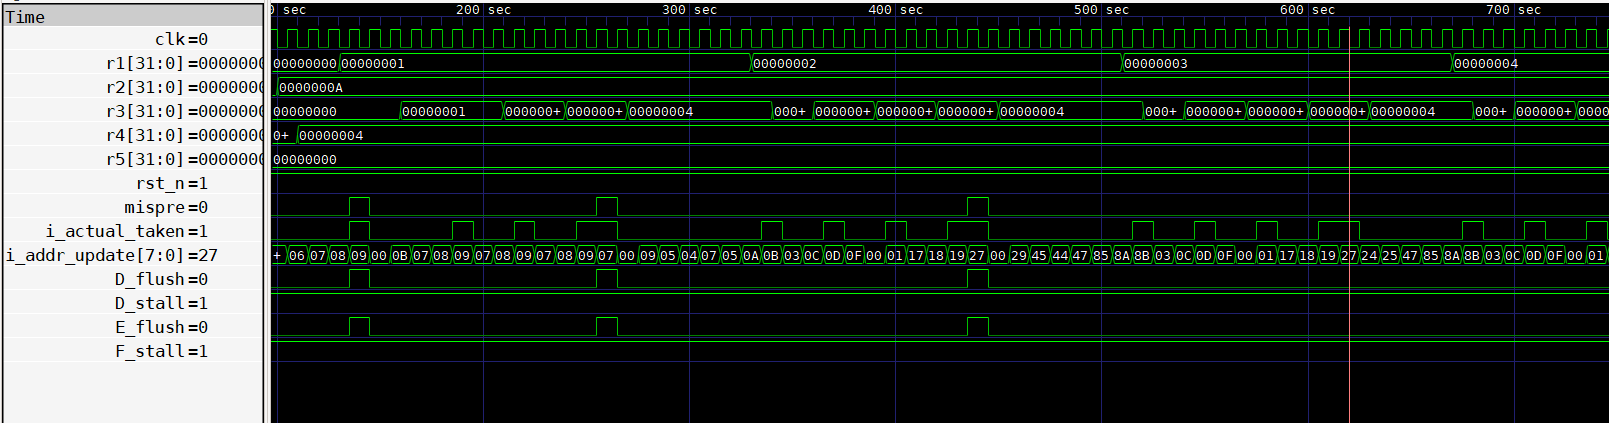 Time
0 sec 200 sec 300 sec 400 sec 500 sec 600 sec 700 sec
clk=0
r1[31:0]=0000000 00000000 00000001 00000002 00000003 00000004
r2[31:0]=0000000 0000000A
r3[31:0]=0000000 00000000 00000001 000000+ 000000+ 00000004 000+ 000000+ 000000+ 000000+ 00000004 000+ 000000+ 000000+ 000000+ 00000004 000+ 000000+ 0000
r4[31:0]=0000000 0+ 00000004
r5[31:0]=0000000 00000000
rst_n=1
mispre=0
i_actual_taken=1
i_addr_update[7:0]=27 + 06 07 08 09 00 0B 07 08 09 07 08 09 07 08 09 07 00 09 05 04 07 05 0A 0B 03 0C 0D 0F 00 01 17 18 19 27 00 29 45 44 47 85 8A 8B 03 0C 0D 0F 00 01 17 18 19 27 24 25 47 85 8A 8B 03 0C 0D 0F 00 01
D_flush=0
D_stall=1
E_flush=0
F_stall=1